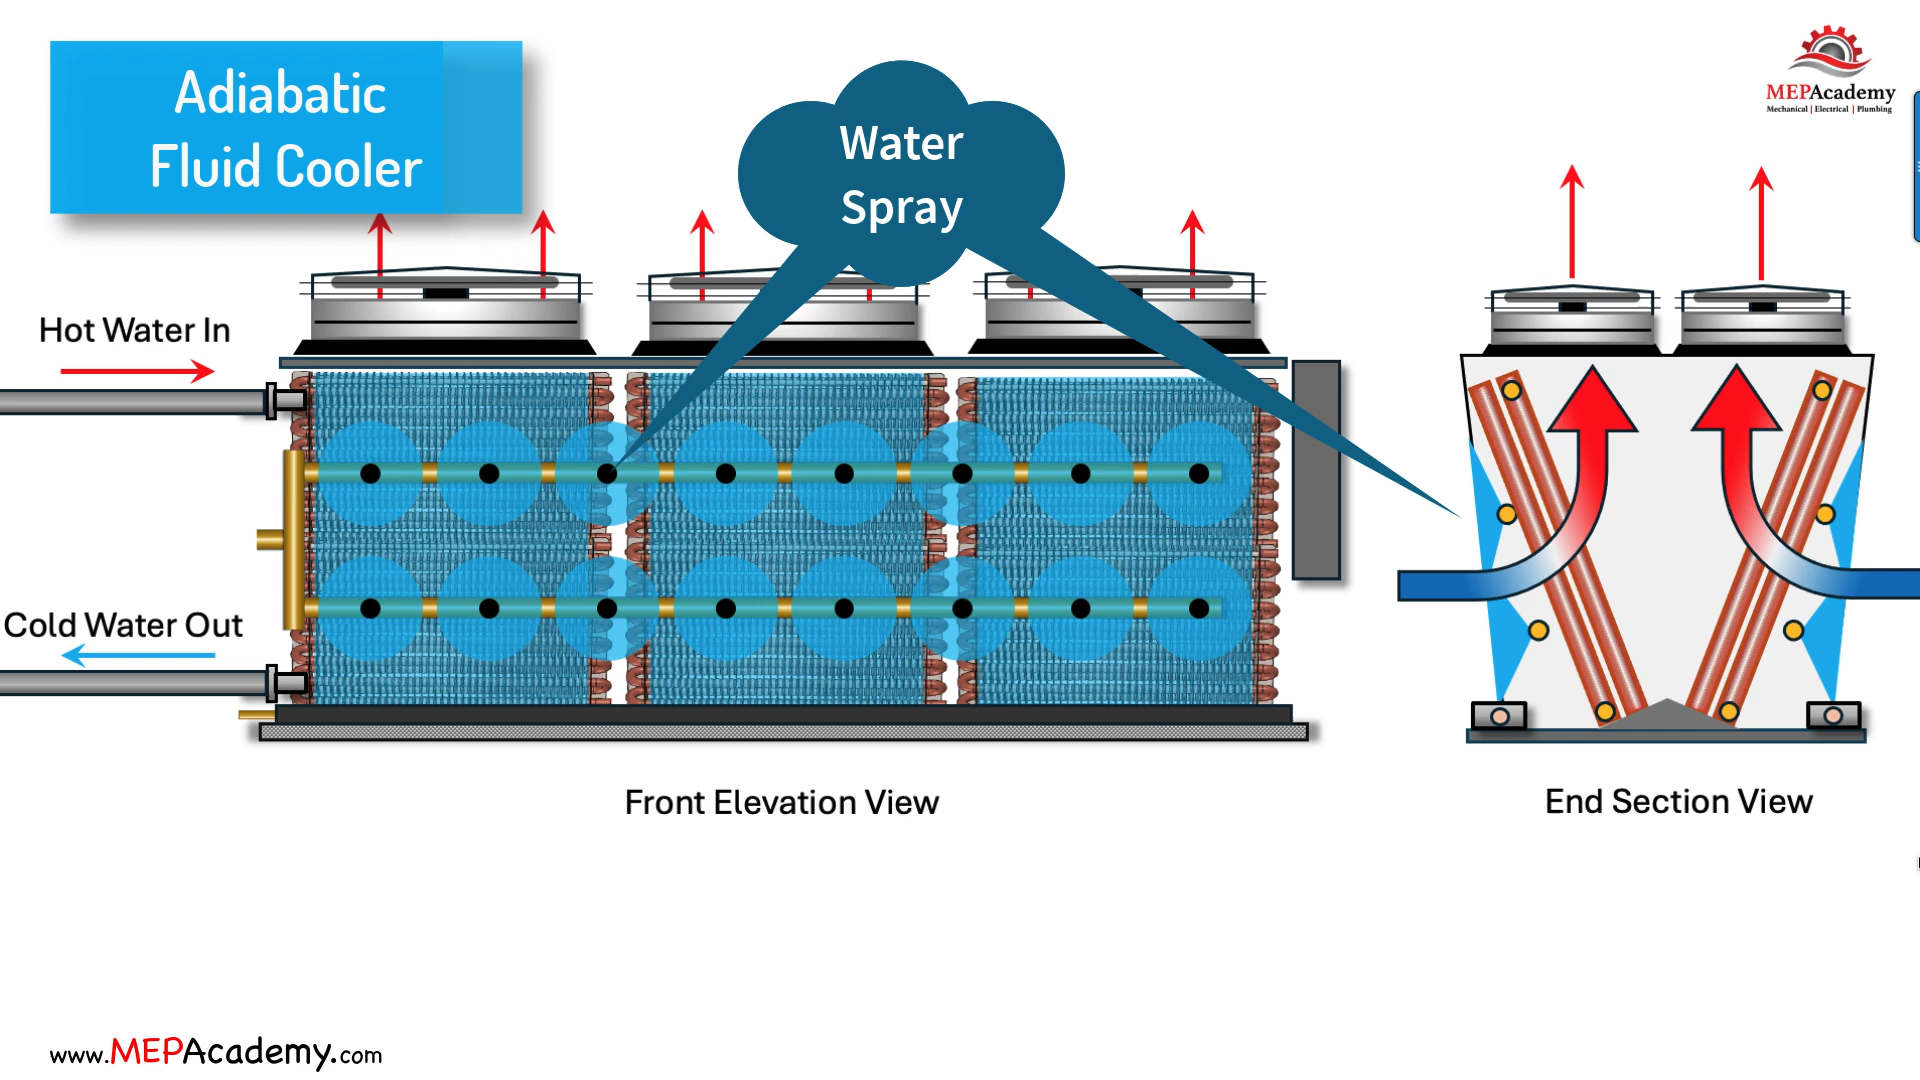 Adiabatic
Fluid Cooler
Water
Spray
MEPAcademy
Mechanical | Electrical | Plumbing
Hot Water In
Cold Water Out
Front Elevation View
End Section View
www.MEPAcademy.com